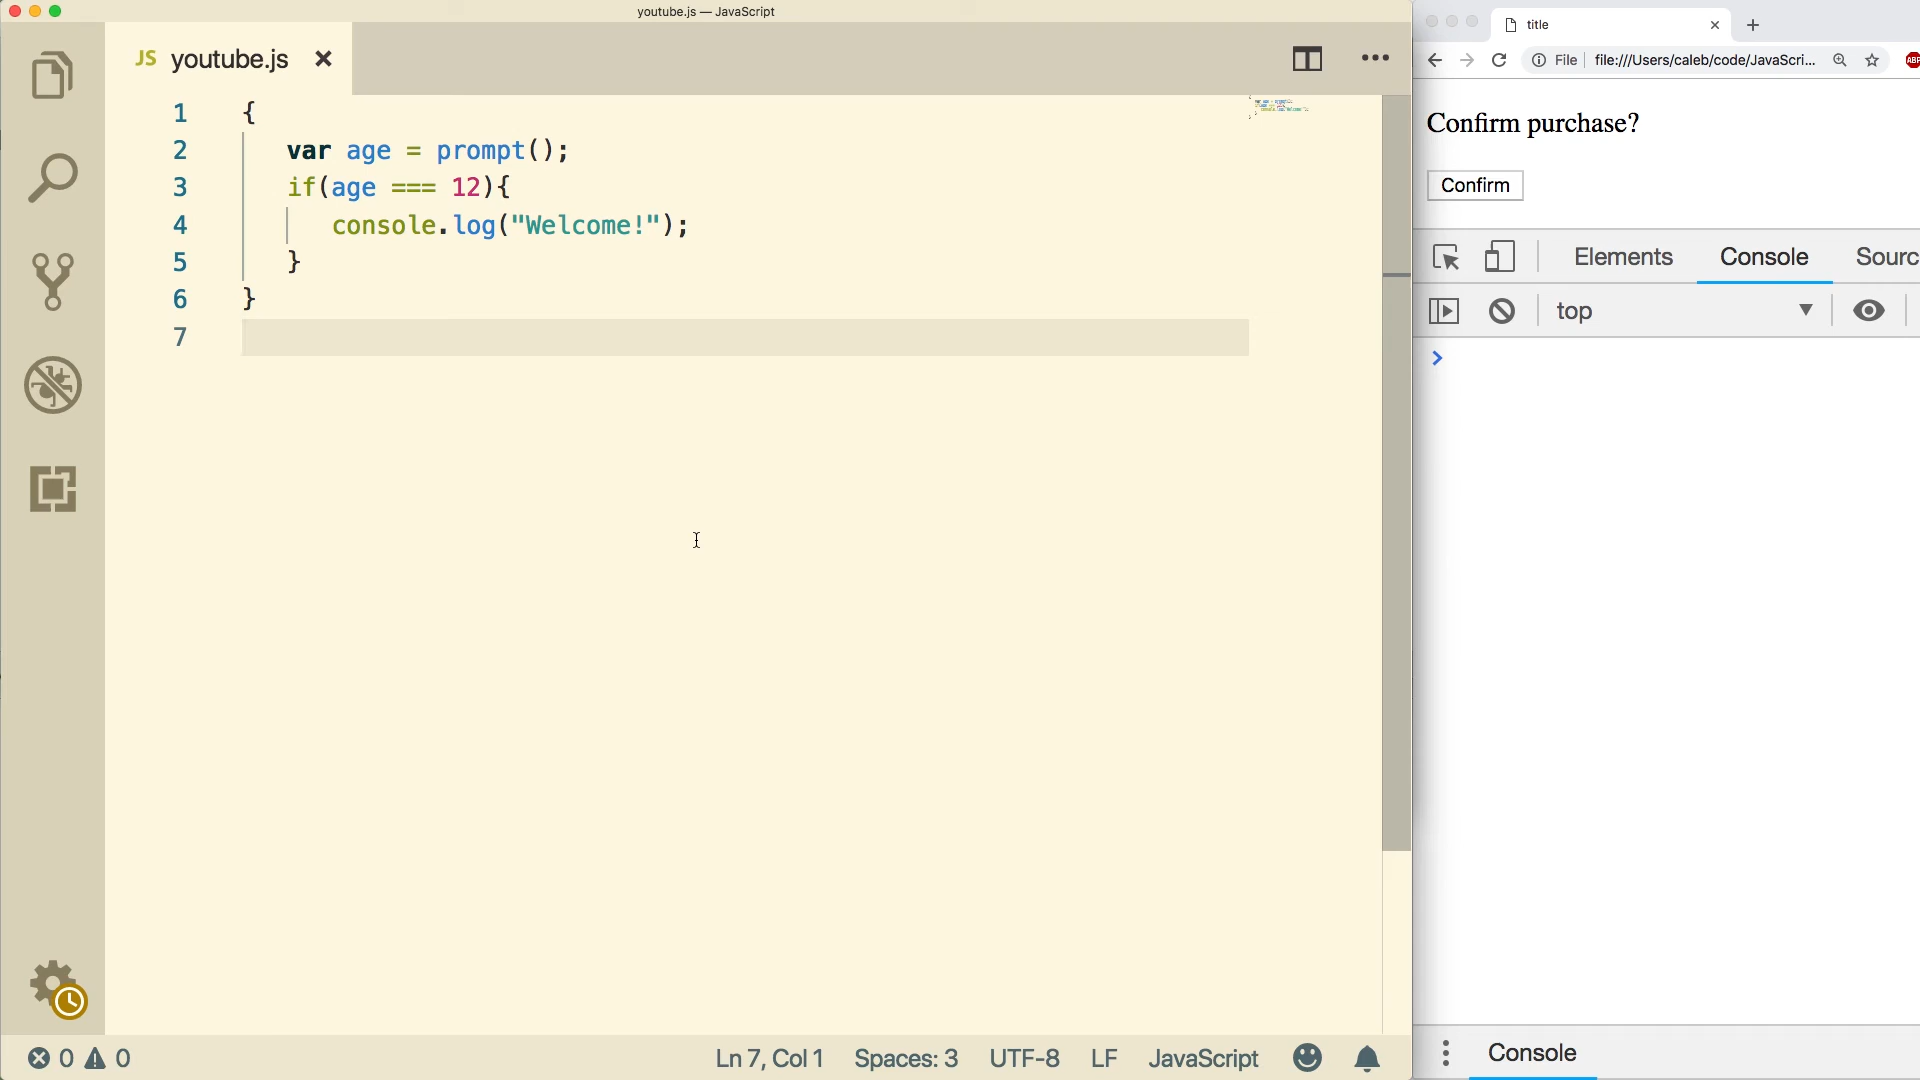 youtube.js — JavaScript
JS youtube.js
1 {
2 var age = prompt();
3 if(age === 12){
4 console.log("Welcome!");
5 }
6 }
7
0 0
Ln 7, Col 1 Spaces: 3 UTF-8 LF JavaScript
title
File file:///Users/caleb/code/JavaScri...
ABP
Confirm purchase?
Confirm
Elements Console Sourc
top
Console